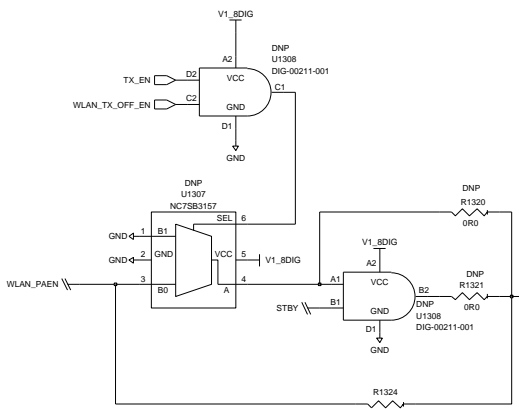 V1_8DIG
DNP
U1308
DIG-00211-001
A2
VCC
TX_EN
D2
C1
WLAN_TX_OFF_EN
C2
GND
D1
GND
DNP
U1307
NC7SB3157
SEL
6
GND
1
B1
GND
2
GND
VCC
5
V1_8DIG
WLAN_PAEN
3
B0
A
4
DNP
R1320
0R0
V1_8DIG
A2
A1
VCC
B2
DNP
R1321
0R0
STBY
B1
GND
DNP
U1308
DIG-00211-001
D1
GND
R1324